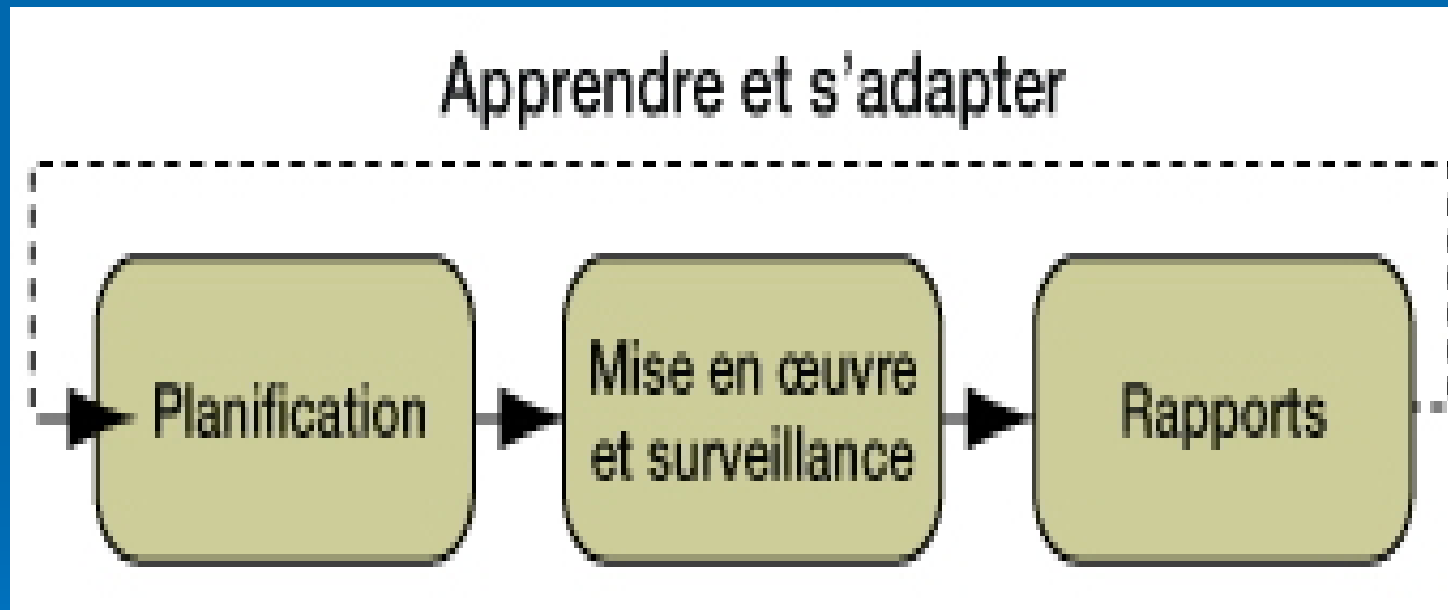 Apprendre et s’adapter
Planification
Mise en œuvre
et surveillance
Rapports